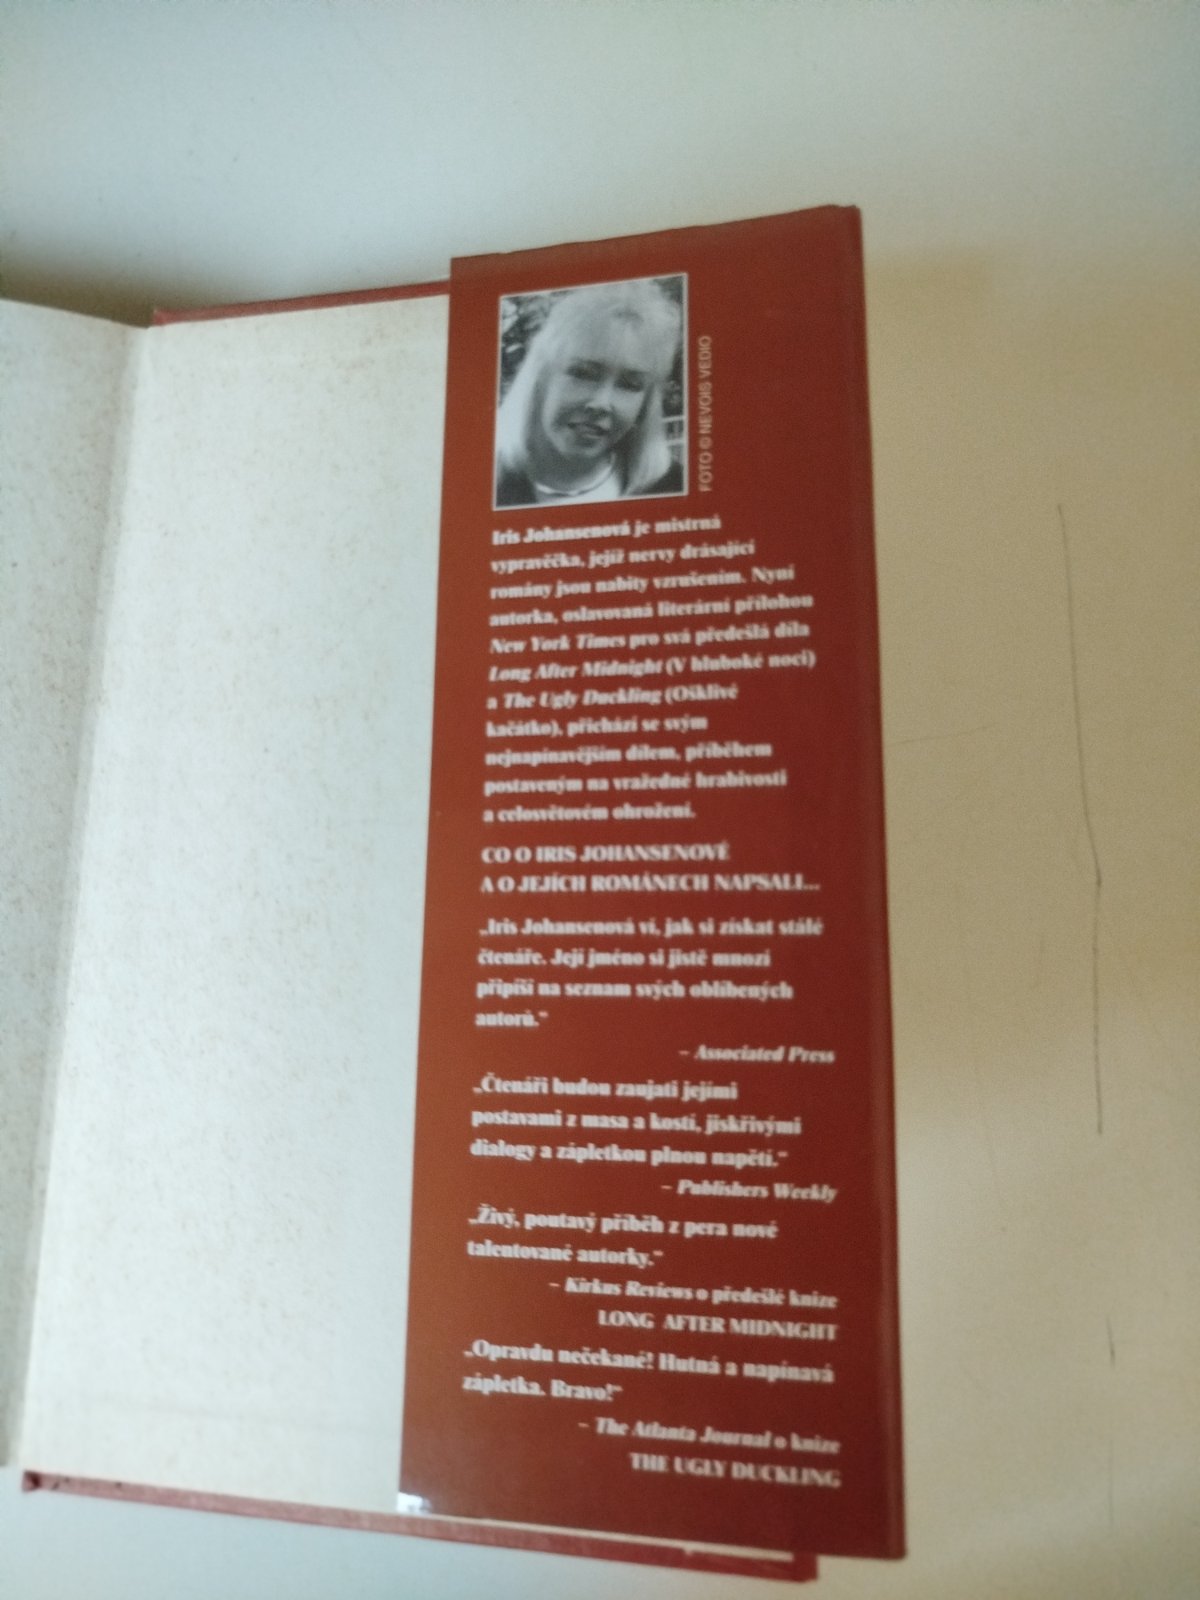 FOTO © NEVOIS VEDIO
Iris Johansenová je mistrná
vypravěčka, jejíž nervy drásající
romány jsou nabity vzrušením. Nyní
autorka, oslavovaná literární přílohou
New York Times pro svá předešlá díla
Long After Midnight (V hluboké noci)
a The Ugly Duckling (Ošklivé
kačátko), přichází se svým
nejnapínavějším dílem, příběhem
postaveným na vražedné hrabivosti
a celosvětovém ohrožení.
CO O IRIS JOHANSENOVÉ
A O JEJÍCH ROMÁNECH NAPSALI...
„Iris Johansenová ví, jak si získat stálé
čtenáře. Její jméno si jistě mnozí
připíší na seznam svých oblíbených
autorů.“
– Associated Press
„Čtenáři budou zaujati jejími
postavami z masa a kostí, jiskřivými
dialogy a zápletkou plnou napětí.“
– Publishers Weekly
„Živý, poutavý příběh z pera nové
talentované autorky.“
– Kirkus Reviews o předešlé knize
LONG AFTER MIDNIGHT
„Opravdu nečekané! Hutná a napínavá
zápletka. Bravo!“
– The Atlanta Journal o knize
THE UGLY DUCKLING